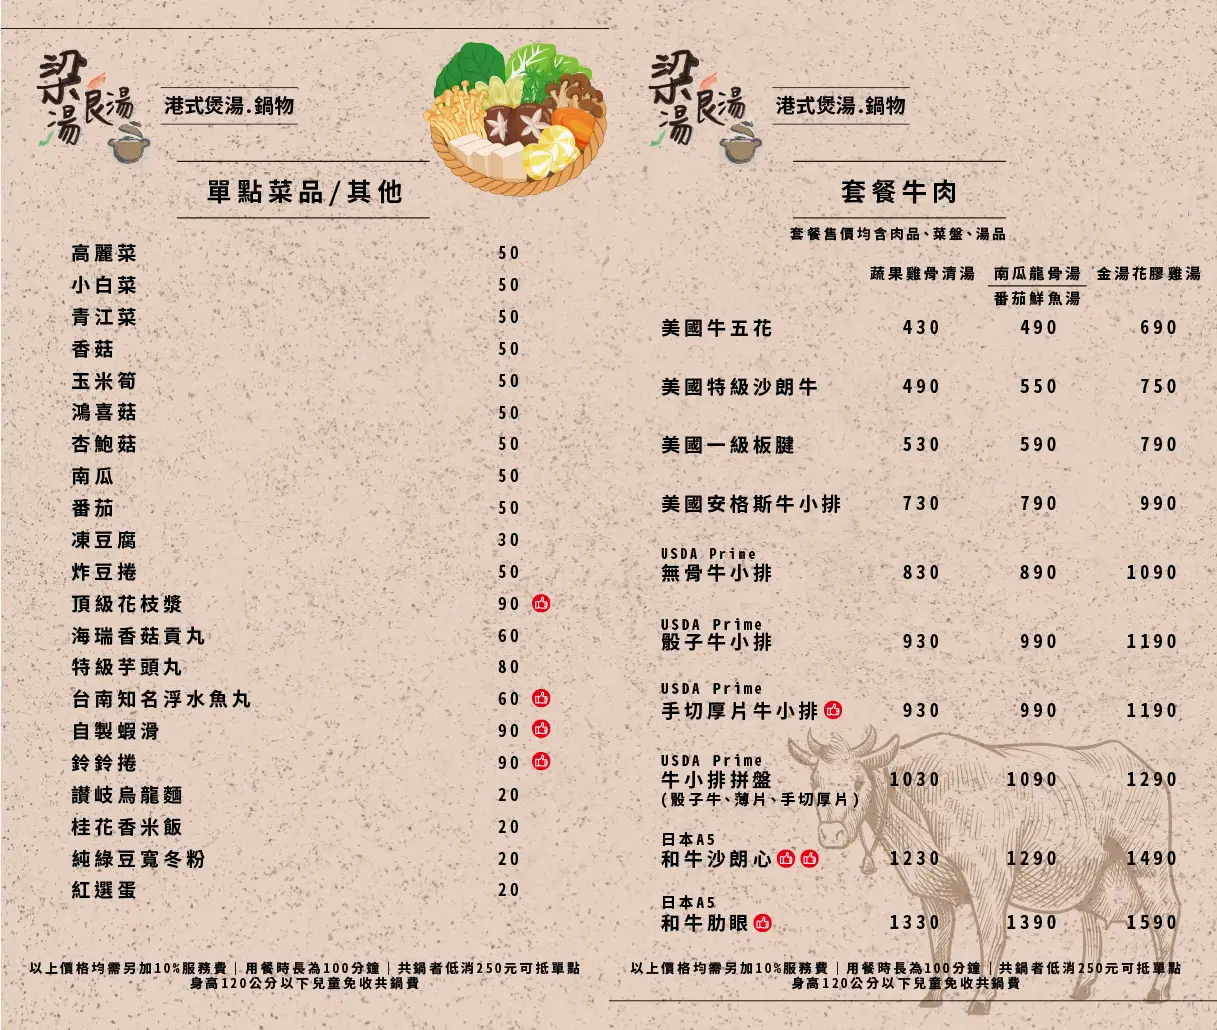 梁
良湯
湯
港式煲湯.鍋物
單點菜品/其他
高麗菜 50
小白菜 50
青江菜 50
香菇 50
玉米筍 50
鴻喜菇 50
杏鮑菇 50
南瓜 50
番茄 50
凍豆腐 30
炸豆捲 50
頂級花枝漿 90
海瑞香菇貢丸 60
特級芋頭丸 80
台南知名浮水魚丸 60
自製蝦滑 90
鈴鈴捲 90
讚岐烏龍麵 20
桂花香米飯 20
純綠豆寬冬粉 20
紅選蛋 20
以上價格均需另加10%服務費|用餐時長為100分鐘|共鍋者低消250元可抵單點
身高120公分以下兒童免收共鍋費
梁
良湯
湯
港式煲湯.鍋物
套餐牛肉
套餐售價均含肉品、菜盤、湯品
蔬果雞骨清湯 南瓜龍骨湯 金湯花膠雞湯
番茄鮮魚湯
美國牛五花 430 490 690
美國特級沙朗牛 490 550 750
美國一級板腱 530 590 790
美國安格斯牛小排 730 790 990
USDA Prime
無骨牛小排 830 890 1090
USDA Prime
骰子牛小排 930 990 1190
USDA Prime
手切厚片牛小排 930 990 1190
USDA Prime
牛小排拼盤 1030 1090 1290
(骰子牛、薄片、手切厚片)
日本A5
和牛沙朗心 1230 1290 1490
日本A5
和牛肋眼 1330 1390 1590
以上價格均需另加10%服務費|用餐時長為100分鐘|共鍋者低消250元可抵單點
身高120公分以下兒童免收共鍋費